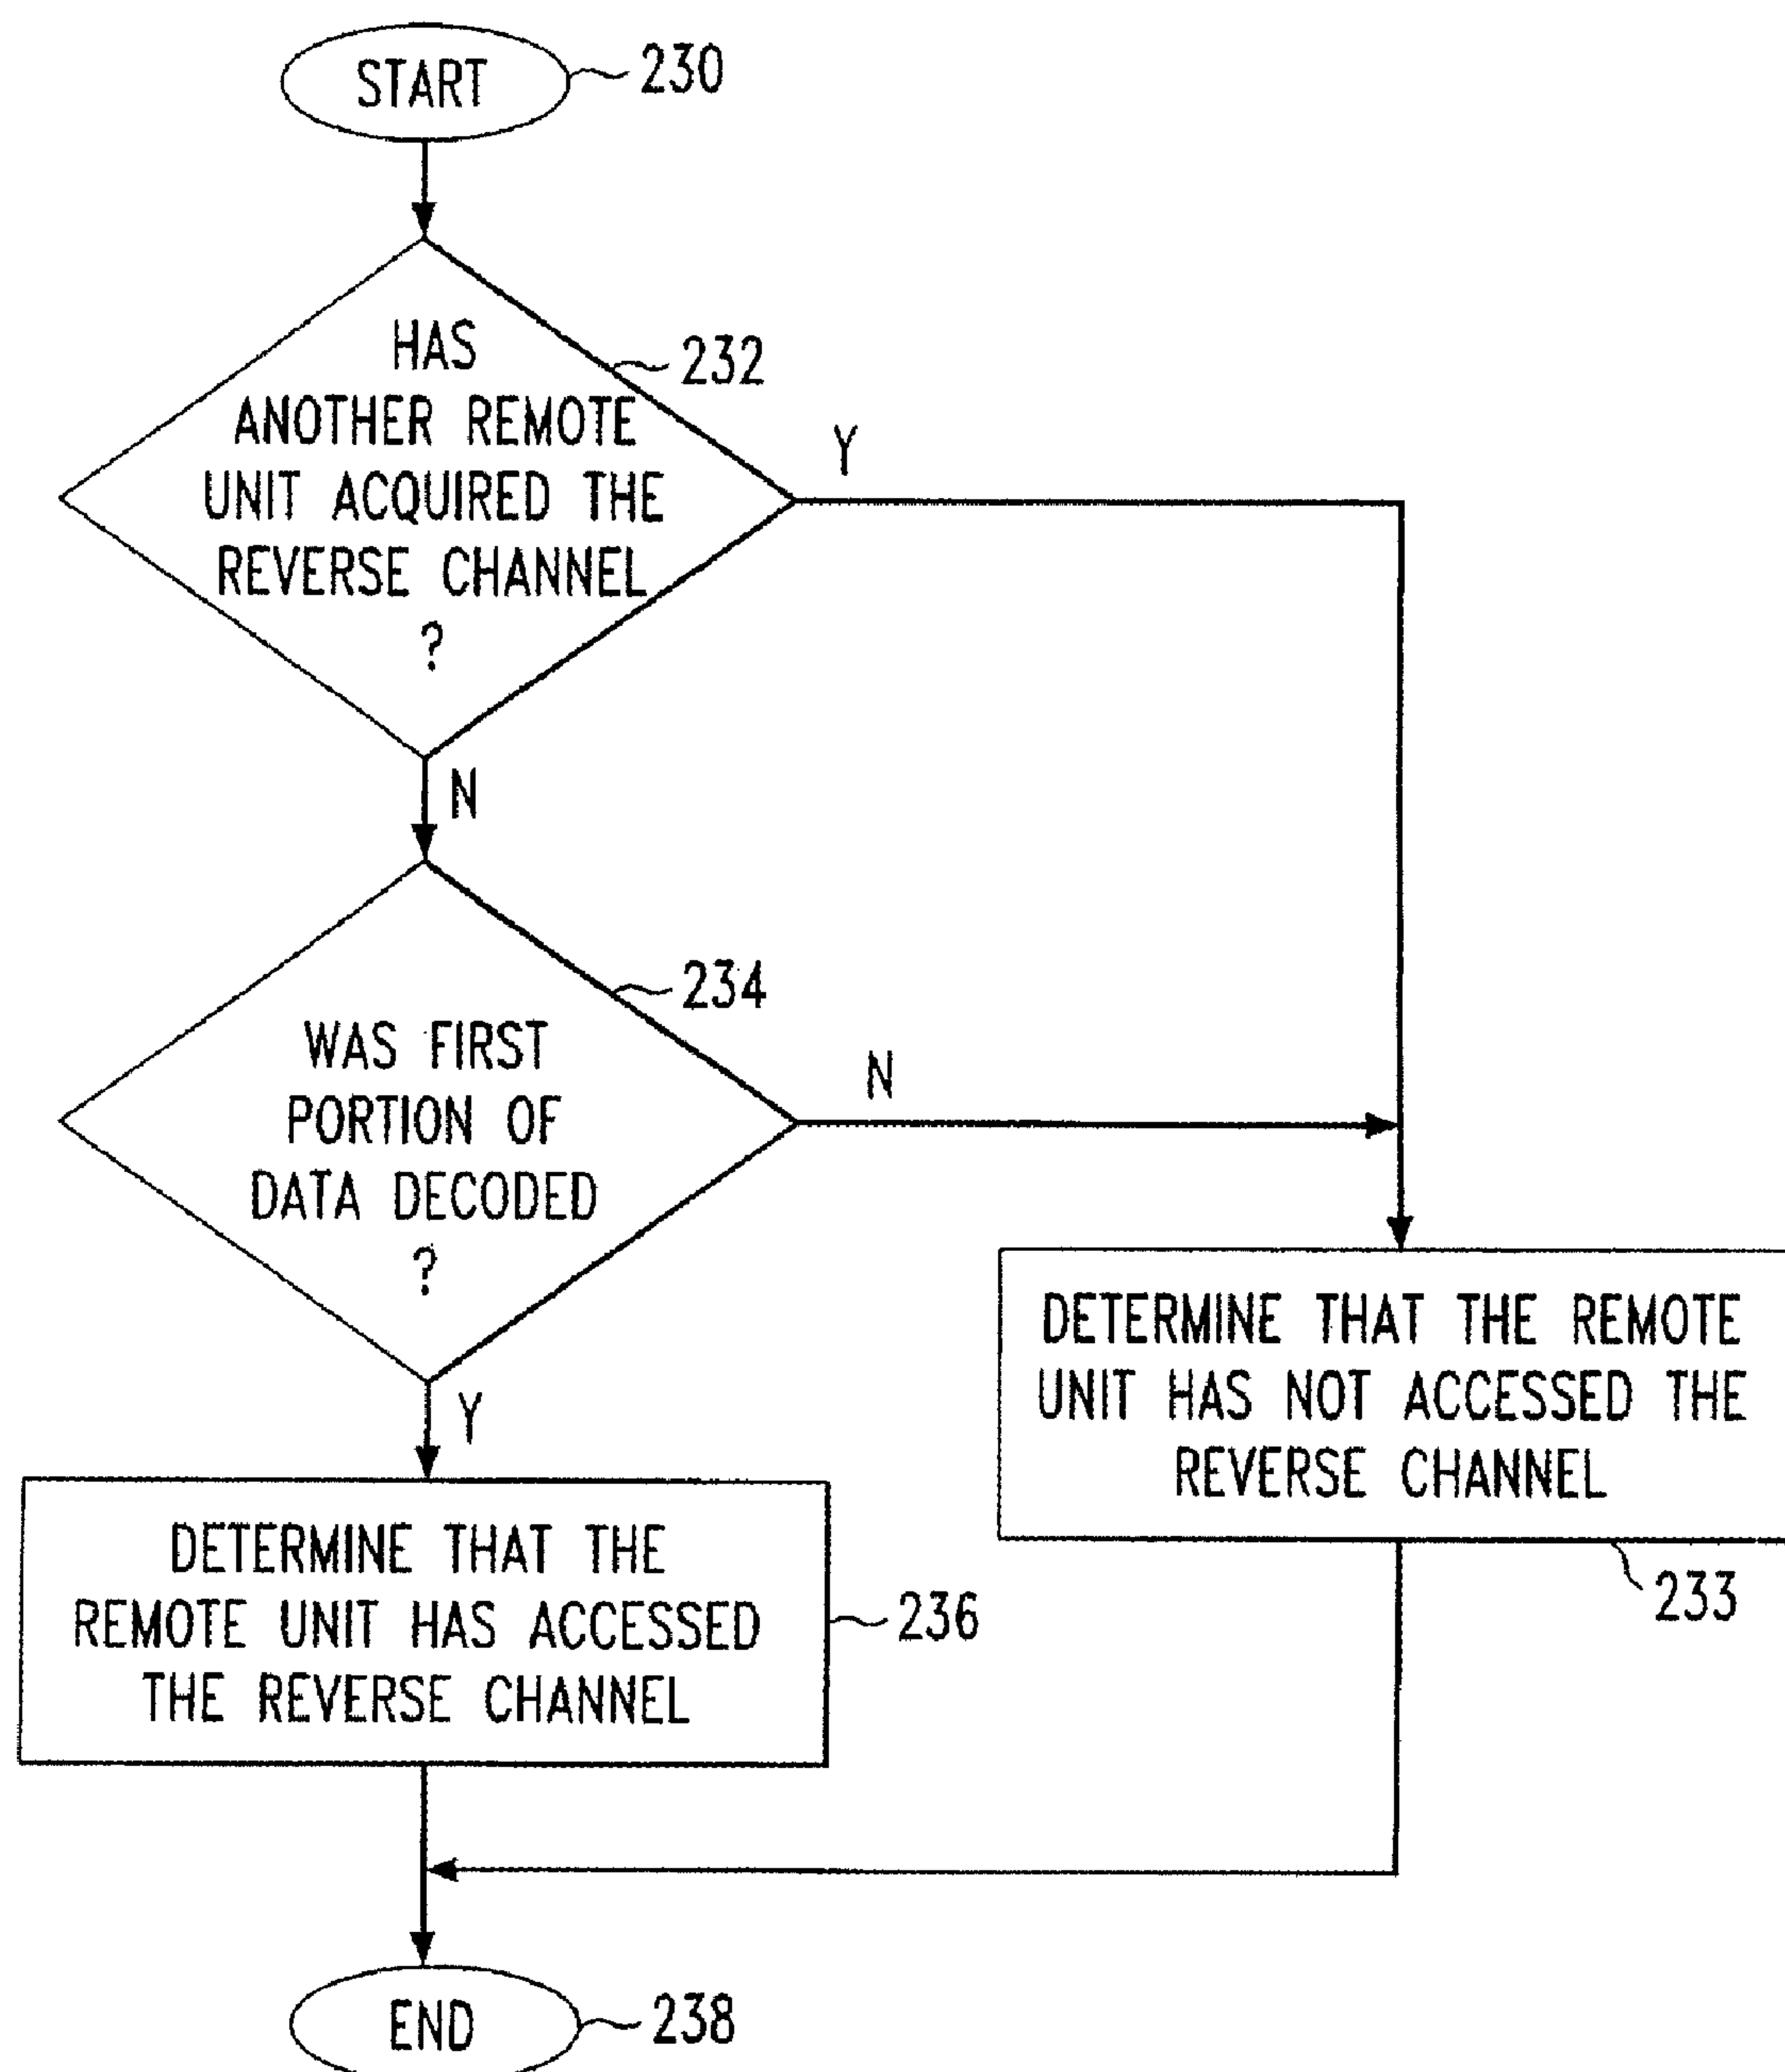 START
230
HAS
ANOTHER REMOTE
UNIT ACQUIRED THE
REVERSE CHANNEL
?
232
Y
N
234
WAS FIRST
PORTION OF
DATA DECODED
?
N
Y
DETERMINE THAT THE REMOTE
UNIT HAS NOT ACCESSED THE
REVERSE CHANNEL
233
DETERMINE THAT THE
REMOTE UNIT HAS ACCESSED
THE REVERSE CHANNEL
236
END
238